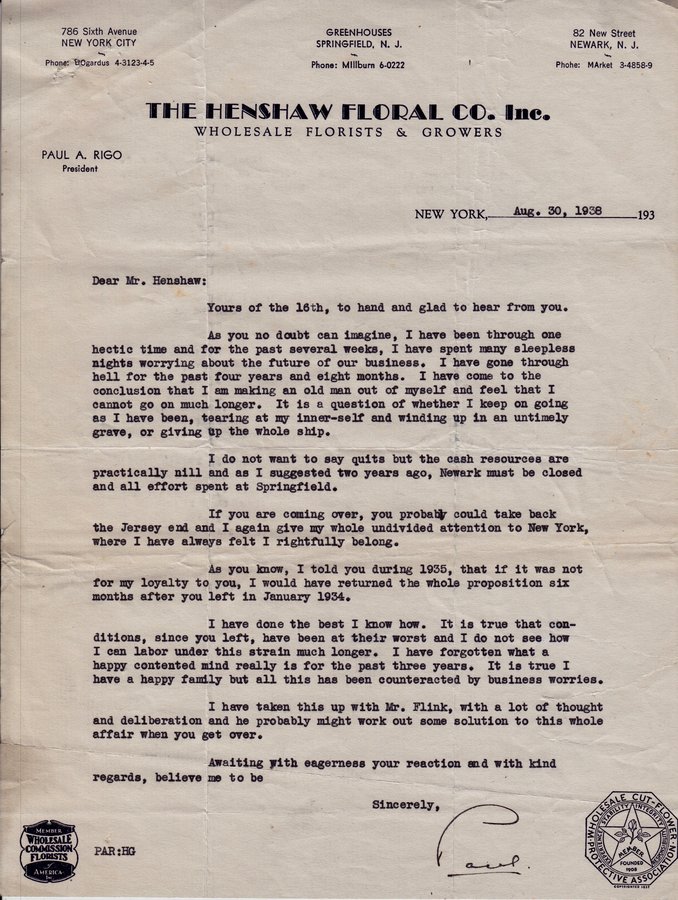 786 Sixth Avenue
NEW YORK CITY
Phone: BOgardus 4-3123-4-5
GREENHOUSES
SPRINGFIELD, N. J.
Phone: MIllburn 6-0222
82 New Street
NEWARK, N. J.
Phohe: MArket 3-4858-9
THE HENSHAW FLORAL CO. Inc.
WHOLESALE FLORISTS & GROWERS
PAUL A. RIGO
President
NEW YORK, Aug. 30, 1938 193
Dear Mr. Henshaw:
Yours of the 16th, to hand and glad to hear from you.
As you no doubt can imagine, I have been through one
hectic time and for the past several weeks, I have spent many sleepless
nights worrying about the future of our business. I have gone through
hell for the past four years and eight months. I have come to the
conclusion that I am making an old man out of myself and feel that I
cannot go on much longer. It is a question of whether I keep on going
as I have been, tearing at my inner-self and winding up in an untimely
grave, or giving up the whole ship.
I do not want to say quits but the cash resources are
practically nill and as I suggested two years ago, Newark must be closed
and all effort spent at Springfield.
If you are coming over, you probably could take back
the Jersey end and I again give my whole undivided attention to New York,
where I have always felt I rightfully belong.
As you know, I told you during 1935, that if it was not
for my loyalty to you, I would have returned the whole proposition six
months after you left in January 1934.
I have done the best I know how. It is true that con-
ditions, since you left, have been at their worst and I do not see how
I can labor under this strain much longer. I have forgotten what a
happy contented mind really is for the past three years. It is true I
have a happy family but all this has been counteracted by business worries.
I have taken this up with Mr. Flink, with a lot of thought
and deliberation and he probably might work out some solution to this whole
affair when you get over.
Awaiting with eagerness your reaction and with kind
regards, believe me to be
Sincerely,
Paul.
PAR:HG
MEMBER
WHOLESALE
COMMISSION
FLORISTS
OF
AMERICA
Inc
WHOLESALE CUT-FLOWER
PROTECTIVE ASSOCIATION
STABILITY
INTEGRITY
MEMBER
FOUNDED
1908